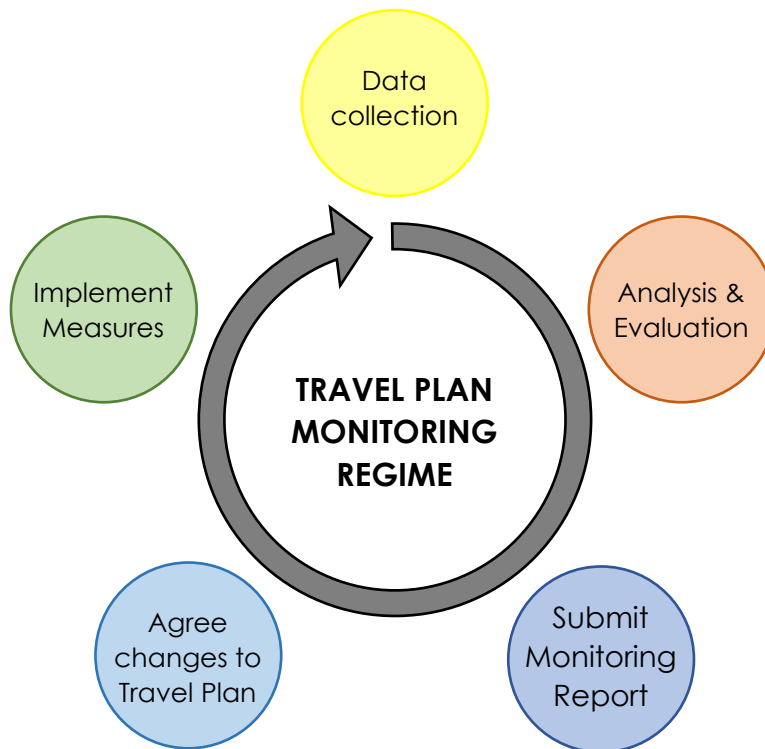 Data
collection
Analysis &
Evaluation
Submit
Monitoring
Report
Agree
changes to
Travel Plan
Implement
Measures
TRAVEL PLAN
MONITORING
REGIME